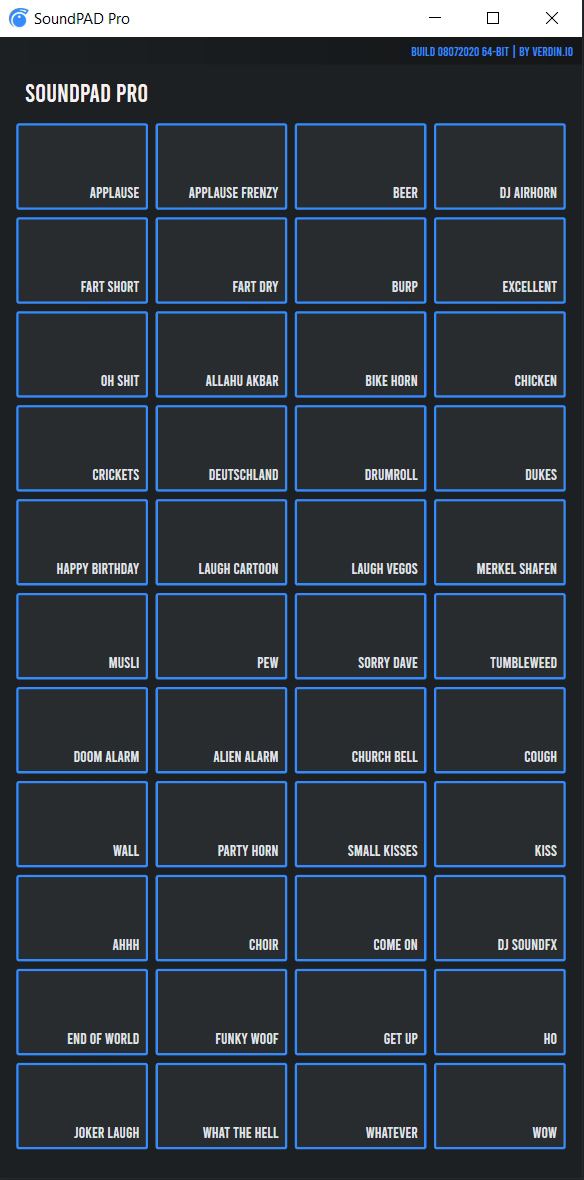 SoundPAD Pro
BUILD 08072020 64-BIT | BY VERDIN.IO
SOUNDPAD PRO
APPLAUSE APPLAUSE FRENZY BEER DJ AIRHORN
FART SHORT FART DRY BURP EXCELLENT
OH SHIT ALLAHU AKBAR BIKE HORN CHICKEN
CRICKETS DEUTSCHLAND DRUMROLL DUKES
HAPPY BIRTHDAY LAUGH CARTOON LAUGH VEGOS MERKEL SHAFEN
MUSLI PEW SORRY DAVE TUMBLEWEED
DOOM ALARM ALIEN ALARM CHURCH BELL COUGH
WALL PARTY HORN SMALL KISSES KISS
AHHH CHOIR COME ON DJ SOUNDFX
END OF WORLD FUNKY WOOF GET UP HO
JOKER LAUGH WHAT THE HELL WHATEVER WOW